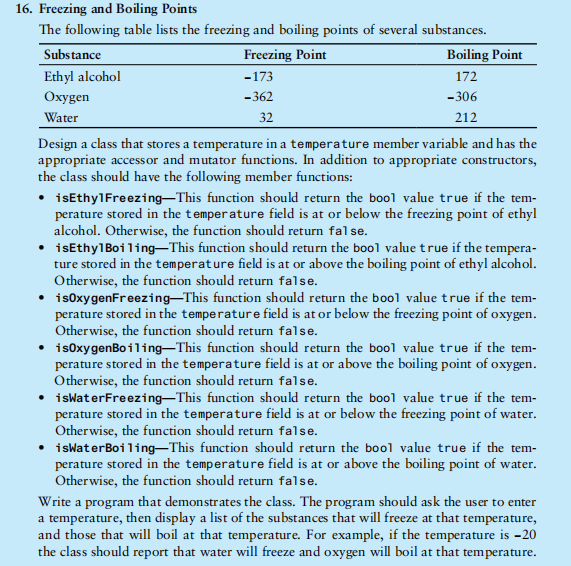 16. Freezing and Boiling Points
The following table lists the freezing and boiling points of several substances.
Substance Freezing Point Boiling Point
Ethyl alcohol −173 172
Oxygen −362 −306
Water 32 212
Design a class that stores a temperature in a temperature member variable and has the
appropriate accessor and mutator functions. In addition to appropriate constructors,
the class should have the following member functions:
• isEthylFreezing—This function should return the bool value true if the tem-
perature stored in the temperature field is at or below the freezing point of ethyl
alcohol. Otherwise, the function should return false.
• isEthylBoiling—This function should return the bool value true if the tempera-
ture stored in the temperature field is at or above the boiling point of ethyl alcohol.
Otherwise, the function should return false.
• isOxygenFreezing—This function should return the bool value true if the tem-
perature stored in the temperature field is at or below the freezing point of oxygen.
Otherwise, the function should return false.
• isOxygenBoiling—This function should return the bool value true if the tem-
perature stored in the temperature field is at or above the boiling point of oxygen.
Otherwise, the function should return false.
• isWaterFreezing—This function should return the bool value true if the tem-
perature stored in the temperature field is at or below the freezing point of water.
Otherwise, the function should return false.
• isWaterBoiling—This function should return the bool value true if the tem-
perature stored in the temperature field is at or above the boiling point of water.
Otherwise, the function should return false.
Write a program that demonstrates the class. The program should ask the user to enter
a temperature, then display a list of the substances that will freeze at that temperature,
and those that will boil at that temperature. For example, if the temperature is −20
the class should report that water will freeze and oxygen will boil at that temperature.